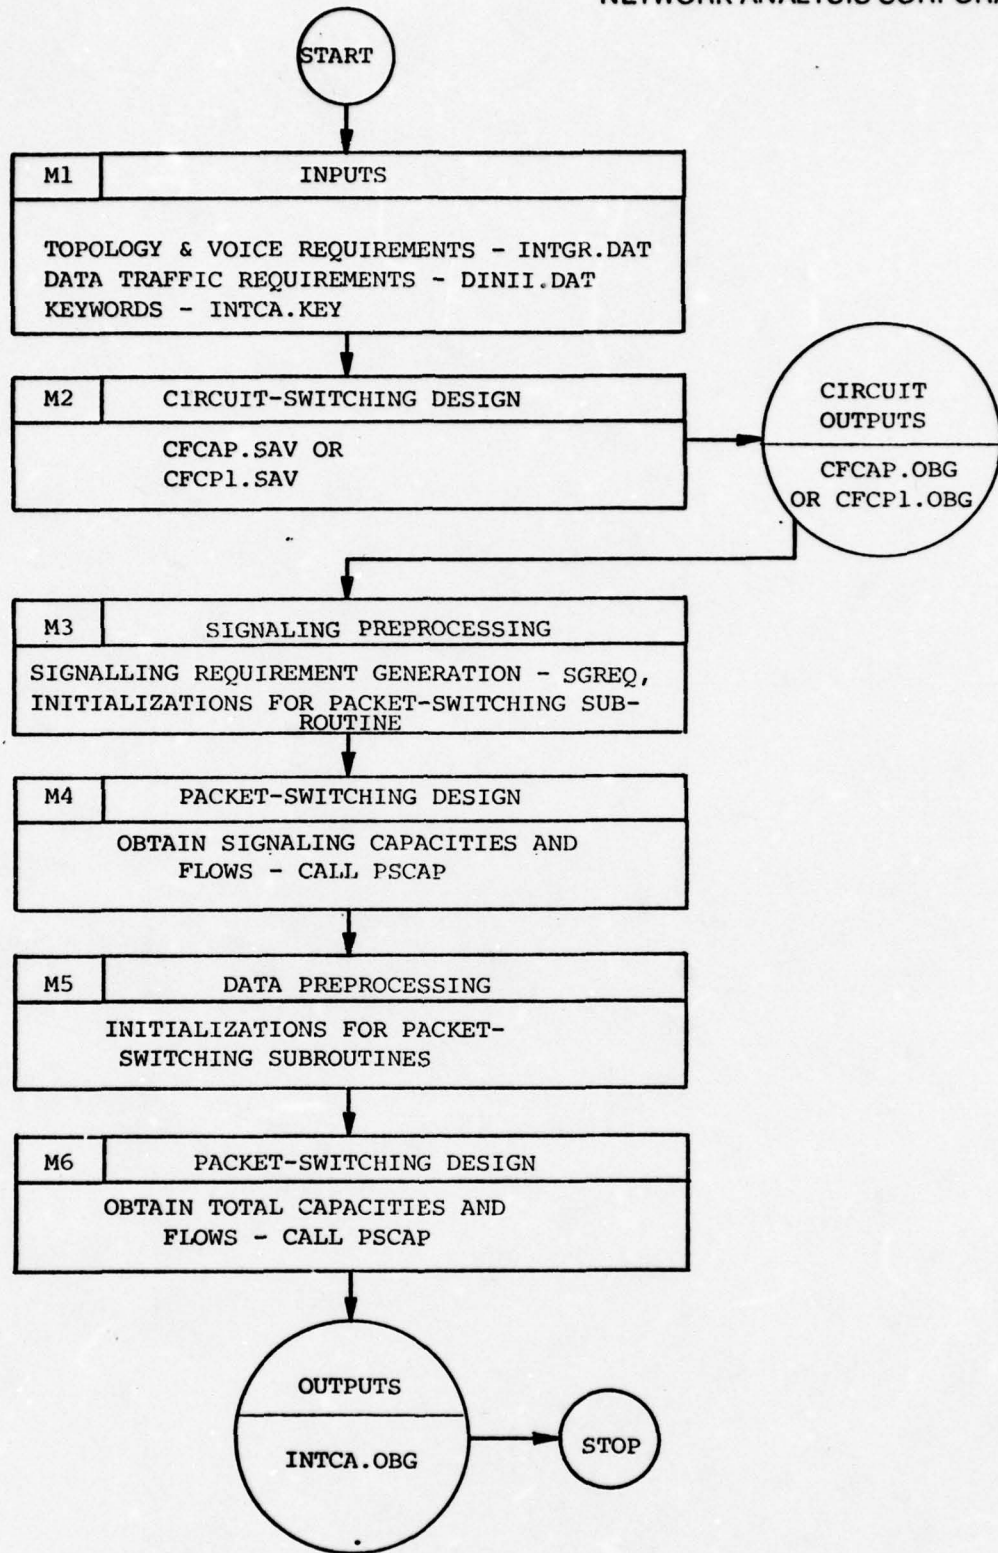 START
M1 INPUTS
TOPOLOGY & VOICE REQUIREMENTS - INTGR.DAT
DATA TRAFFIC REQUIREMENTS - DINII.DAT
KEYWORDS - INTCA.KEY
M2 CIRCUIT-SWITCHING DESIGN
CFCAP.SAV OR
CFCP1.SAV
CIRCUIT
OUTPUTS
CFCAP.OBG
OR CFCP1.OBG
M3 SIGNALING PREPROCESSING
SIGNALLING REQUIREMENT GENERATION - SGREQ,
INITIALIZATIONS FOR PACKET-SWITCHING SUB-
ROUTINE
M4 PACKET-SWITCHING DESIGN
OBTAIN SIGNALING CAPACITIES AND
FLOWS - CALL PSCAP
M5 DATA PREPROCESSING
INITIALIZATIONS FOR PACKET-
SWITCHING SUBROUTINES
M6 PACKET-SWITCHING DESIGN
OBTAIN TOTAL CAPACITIES AND
FLOWS - CALL PSCAP
OUTPUTS
INTCA.OBG
STOP